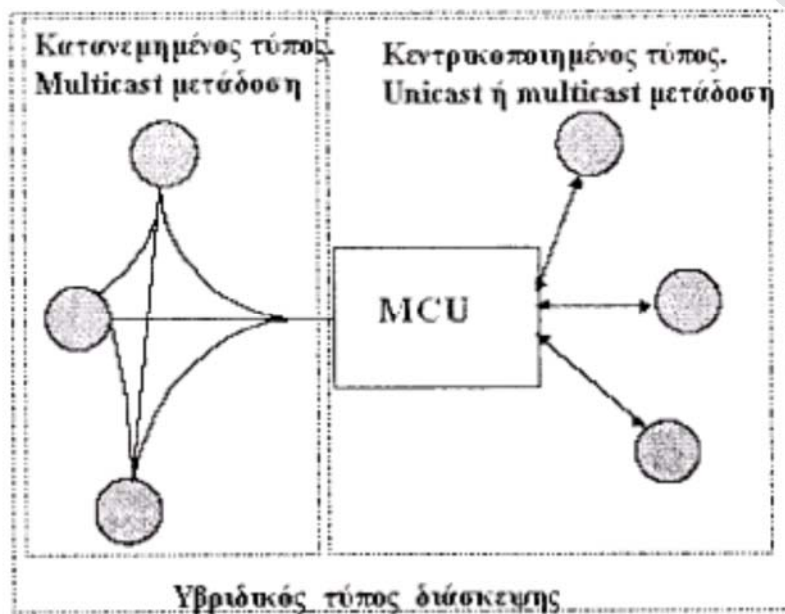 Κατανεμημένος τύπος.
Multicast μετάδοση
Κεντρικοποιημένος τύπος.
Unicast ή multicast μετάδοση
MCU
Υβριδικός τύπος διάσκεψης